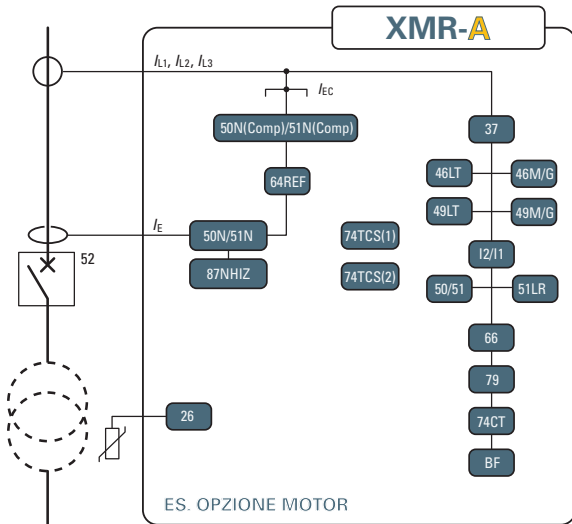 XMR-A
IL1, IL2, IL3
IEC
50N(Comp)/51N(Comp)
37
64REF
46LT
46M/G
49LT
49M/G
IE
50N/51N
74TCS(1)
I2/I1
52
87NHIZ
74TCS(2)
50/51
51LR
66
79
26
74CT
BF
ES. OPZIONE MOTOR